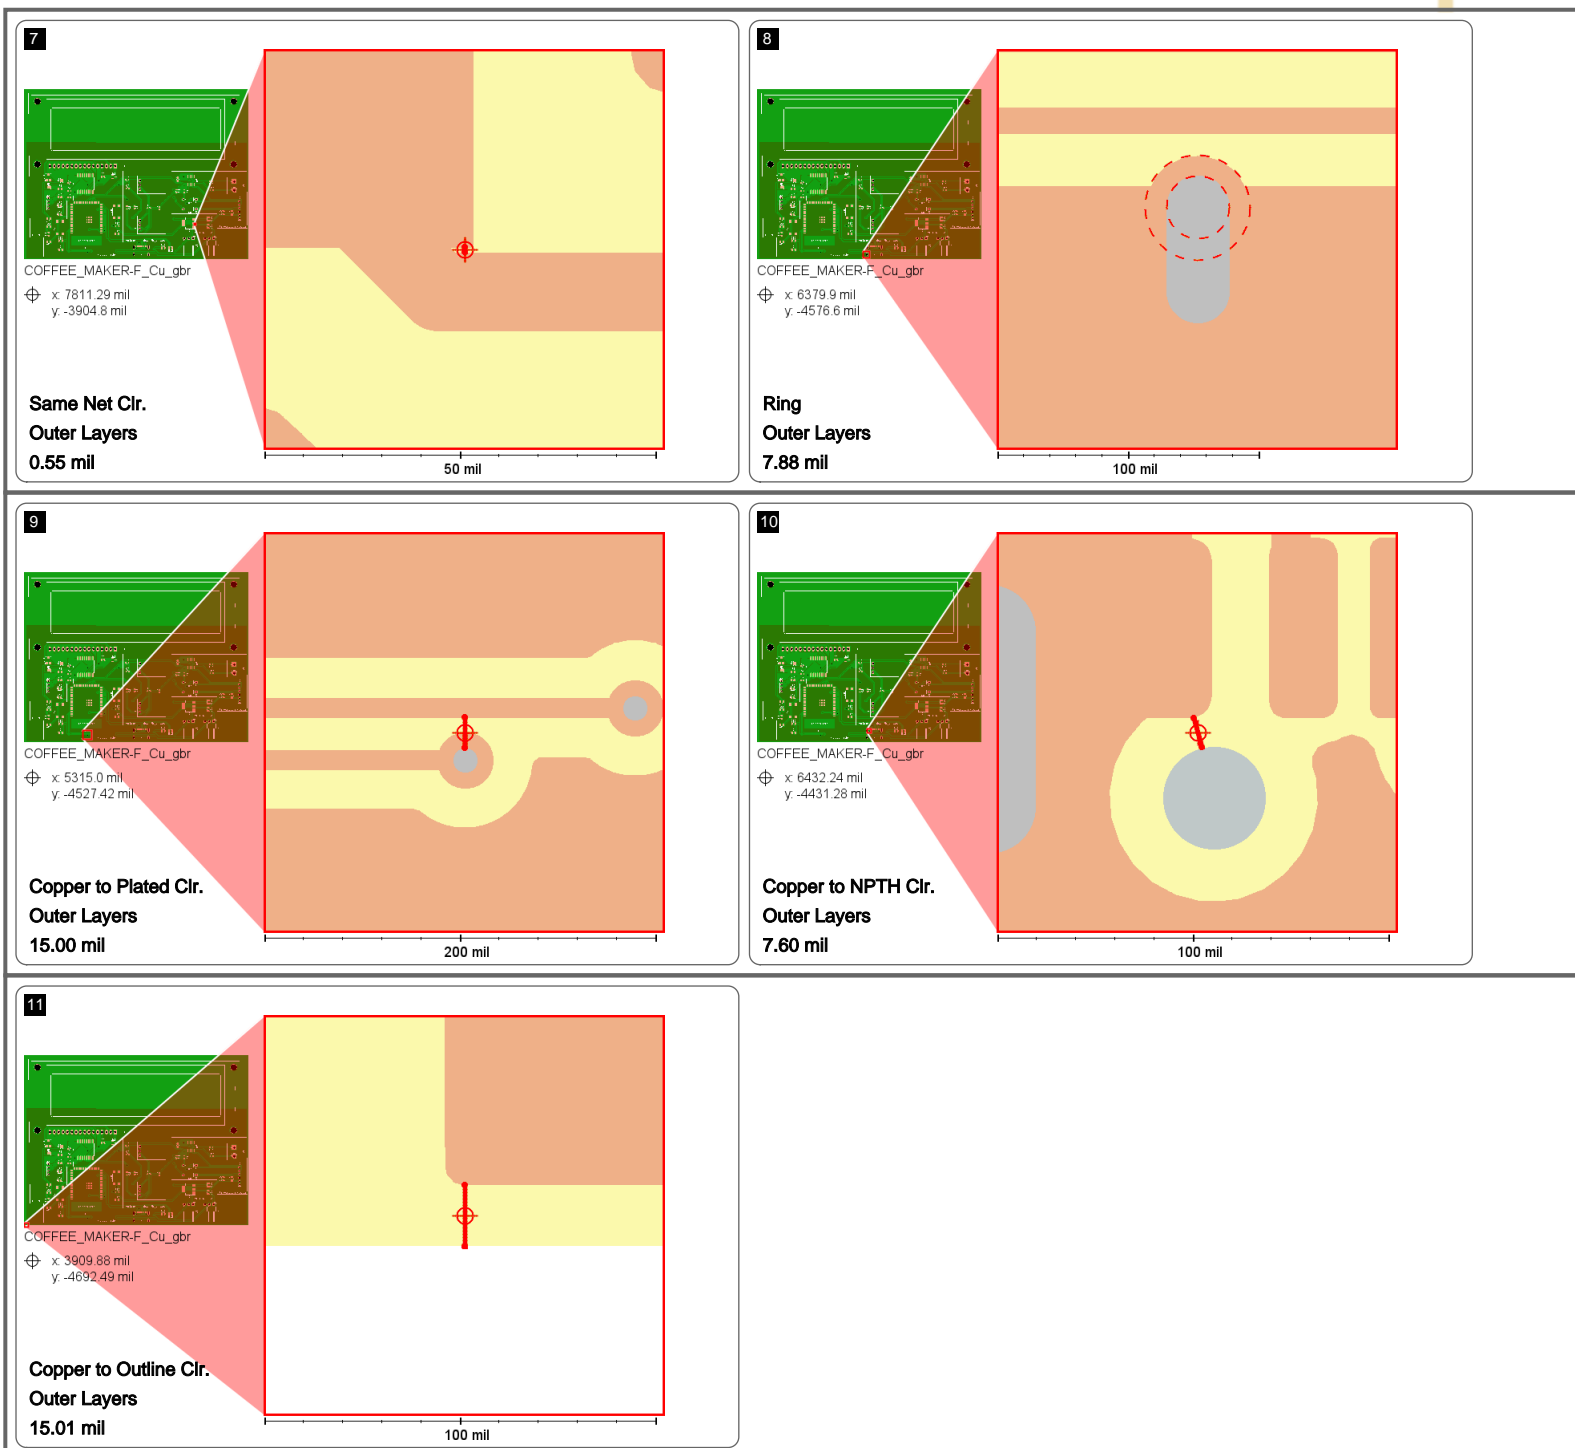 7
COFFEE_MAKER-F_Cu_gbr
x: 7811.29 mil
y: -3904.8 mil
Same Net Clr.
Outer Layers
0.55 mil
50 mil
8
COFFEE_MAKER-F_Cu_gbr
x: 6379.9 mil
y: -4576.6 mil
Ring
Outer Layers
7.88 mil
100 mil
9
COFFEE_MAKER-F_Cu_gbr
x: 5315.0 mil
y: -4527.42 mil
Copper to Plated Clr.
Outer Layers
15.00 mil
200 mil
10
COFFEE_MAKER-F_Cu_gbr
x: 6432.24 mil
y: -4431.28 mil
Copper to NPTH Clr.
Outer Layers
7.60 mil
100 mil
11
COFFEE_MAKER-F_Cu_gbr
x: 3909.88 mil
y: -4692.49 mil
Copper to Outline Clr.
Outer Layers
15.01 mil
100 mil